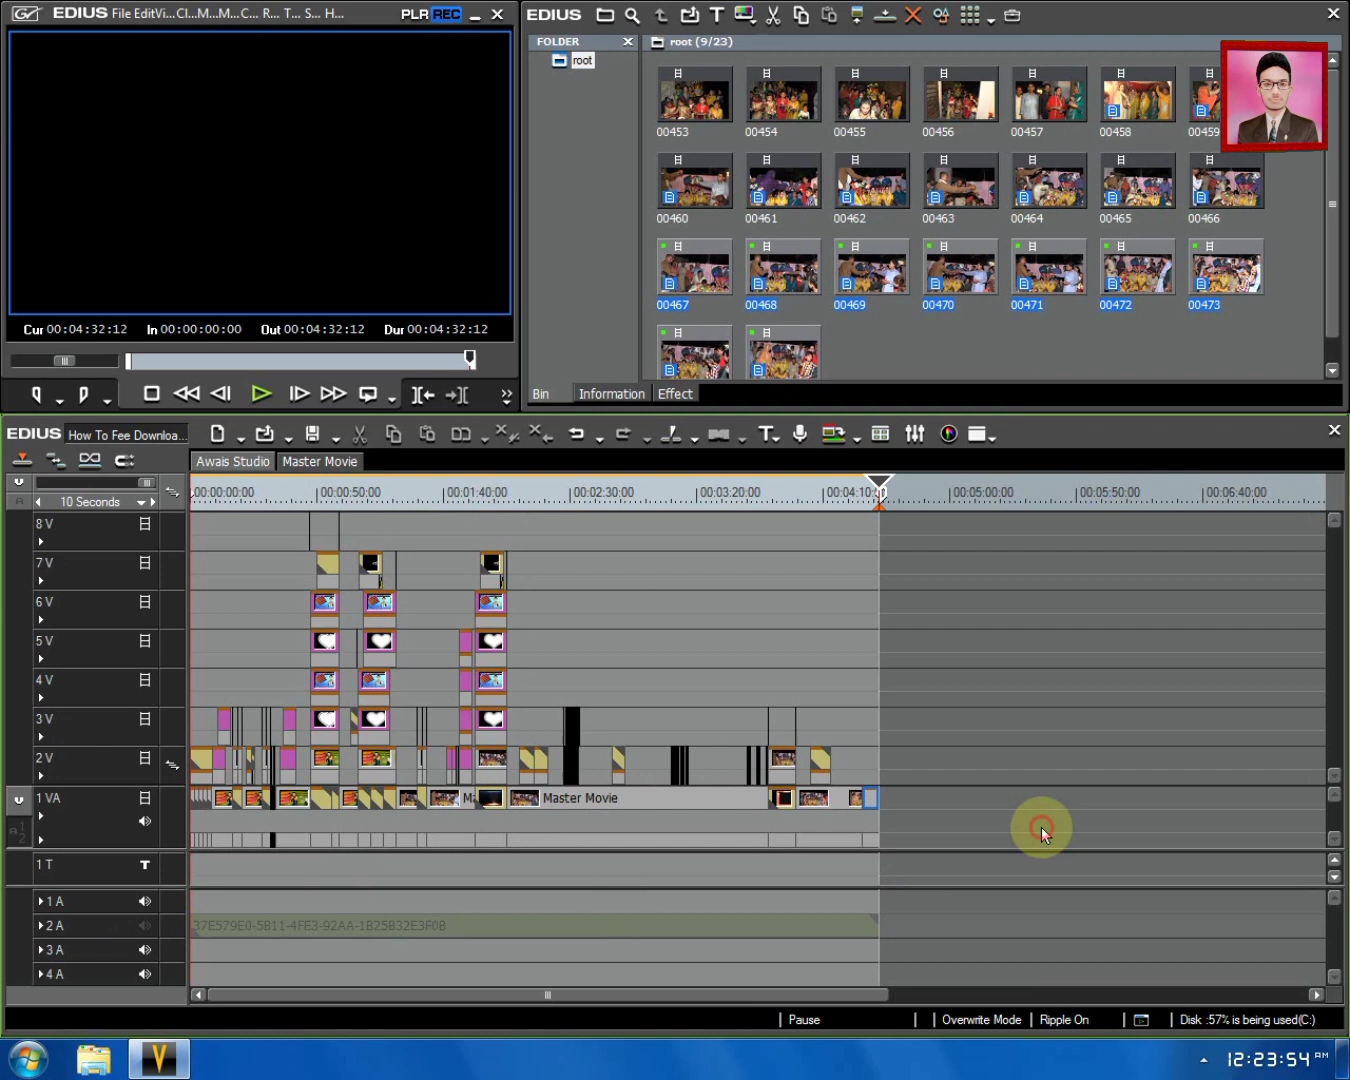 EDIUS File EditVi...Cl...M...M...C... R... T... S... H... PLR REC
Cur 00:04:32:12 In 00:00:00:00 Out 00:04:32:12 Dur 00:04:32:12
EDIUS
FOLDER
root
root (9/23)
00453 00454 00455 00456 00457 00458 00459
00460 00461 00462 00463 00464 00465 00466
00467 00468 00469 00470 00471 00472 00473
Bin Information Effect
EDIUS How To Fee Downloa...
Awais Studio Master Movie
10 Seconds
00:00:00:00 00:00:50:00 00:01:40:00 00:02:30:00 00:03:20:00 00:04:10: 00:05:00:00 00:05:50:00 00:06:40:00
8 V
7 V
6 V
5 V
4 V
3 V
2 V
1 VA Master Movie
1 T T
1 A
2 A 37E579E0-5B11-4FE3-92AA-1B25B32E3F0B
3 A
4 A
Pause Overwrite Mode Ripple On Disk :57% is being used(C:)
12:23:54 AM